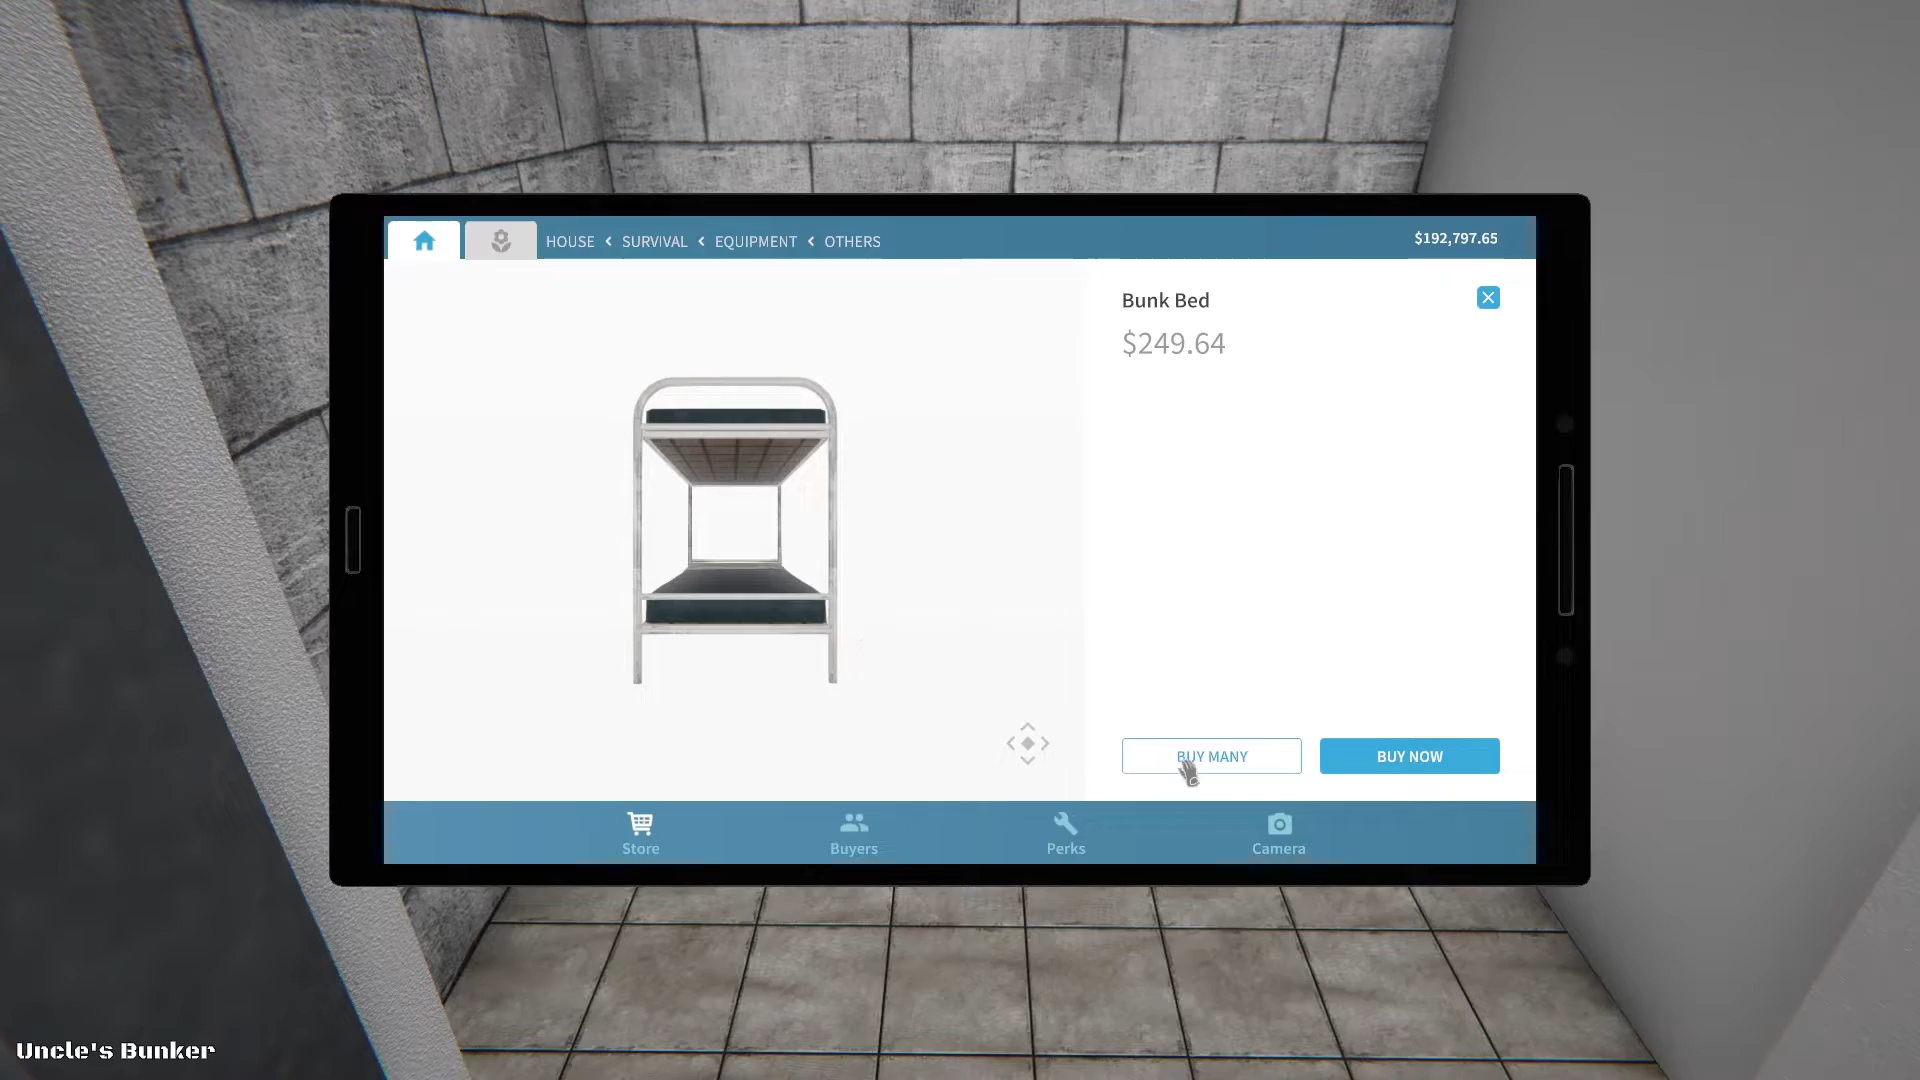 HOUSE < SURVIVAL < EQUIPMENT < OTHERS
$192,797.65
Bunk Bed
$249.64
BUY MANY
BUY NOW
Store
Buyers
Perks
Camera
Uncle's Bunker